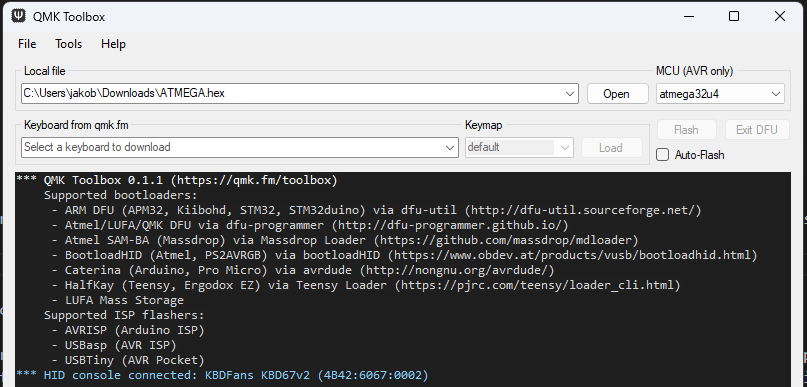 QMK Toolbox
File Tools Help
Local file
MCU (AVR only)
C:\Users\jakob\Downloads\ATMEGA.hex
Open
atmega32u4
Keyboard from qmk.fm
Keymap
Flash
Exit DFU
Select a keyboard to download
default
Load
Auto-Flash
*** QMK Toolbox 0.1.1 (https://qmk.fm/toolbox)
Supported bootloaders:
- ARM DFU (APM32, Kiibohd, STM32, STM32duino) via dfu-util (http://dfu-util.sourceforge.net/)
- Atmel/LUFA/QMK DFU via dfu-programmer (http://dfu-programmer.github.io/)
- Atmel SAM-BA (Massdrop) via Massdrop Loader (https://github.com/massdrop/mdloader)
- BootloadHID (Atmel, PS2AVRGB) via bootloadHID (https://www.obdev.at/products/vusb/bootloadhid.html)
- Caterina (Arduino, Pro Micro) via avrdude (http://nongnu.org/avrdude/)
- HalfKay (Teensy, Ergodox EZ) via Teensy Loader (https://pjrc.com/teensy/loader_cli.html)
- LUFA Mass Storage
Supported ISP flashers:
- AVRISP (Arduino ISP)
- USBasp (AVR ISP)
- USBTiny (AVR Pocket)
*** HID console connected: KBDFans KBD67v2 (4B42:6067:0002)